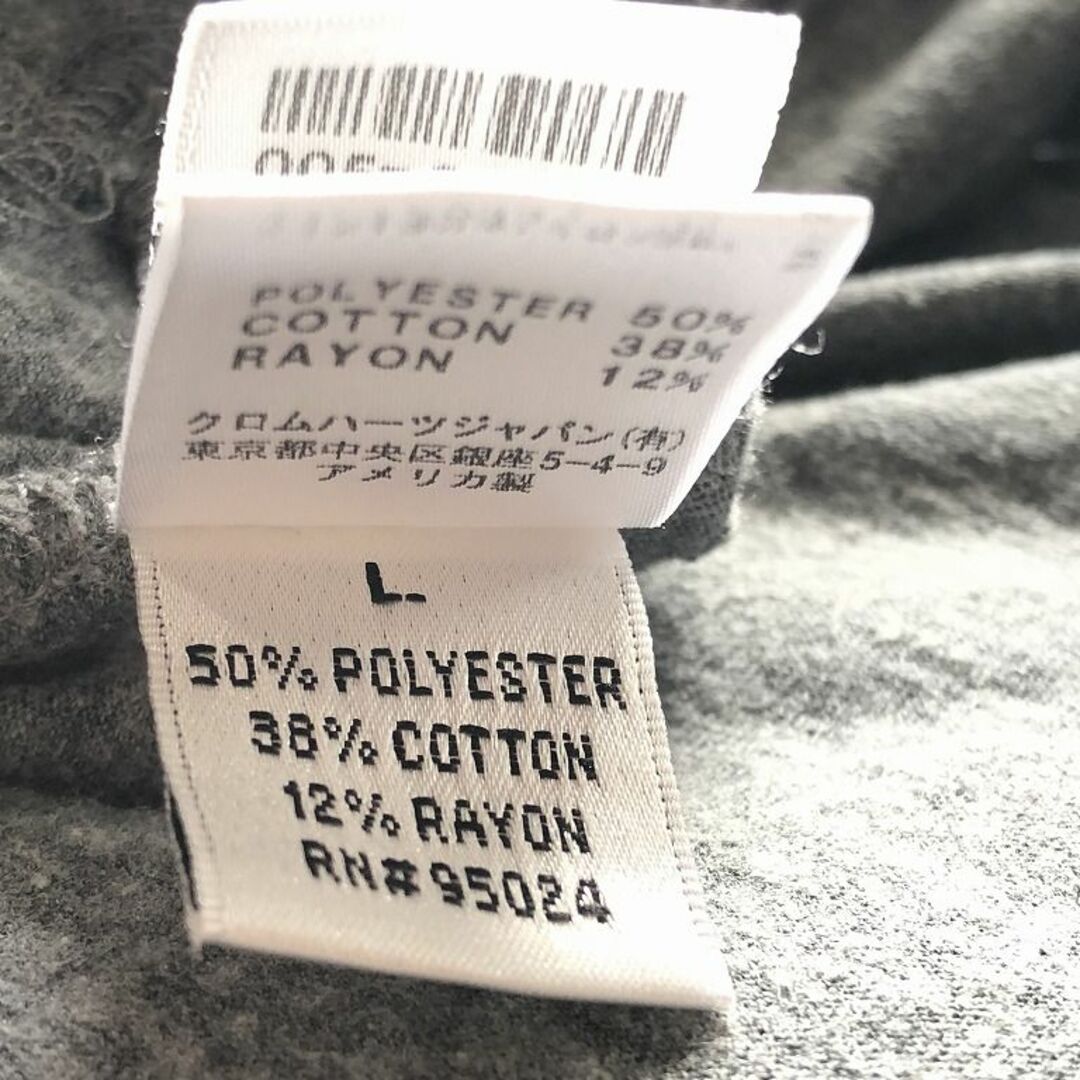 POLYESTER 50%
COTTON 38%
RAYON 12%
クロムハーツジャパン(有)
東京都中央区銀座5-4-9
アメリカ製
L
50% POLYESTER
38% COTTON
12% RAYON
RN#95024